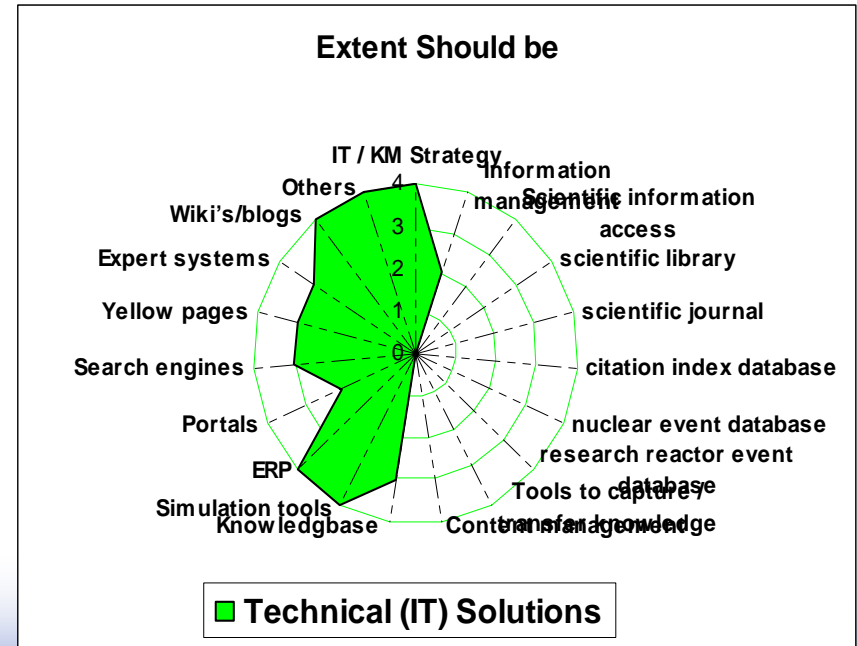 Extent Should be
IT / KM Strategy
Information
management
Scientific information
access
scientific library
scientific journal
citation index database
nuclear event database
research reactor event
database
Tools to capture /
transfer knowledge
Content management
Knowledgbase
Simulation tools
ERP
Portals
Search engines
Yellow pages
Expert systems
Wiki's/blogs
Others
4
3
2
1
0
Technical (IT) Solutions